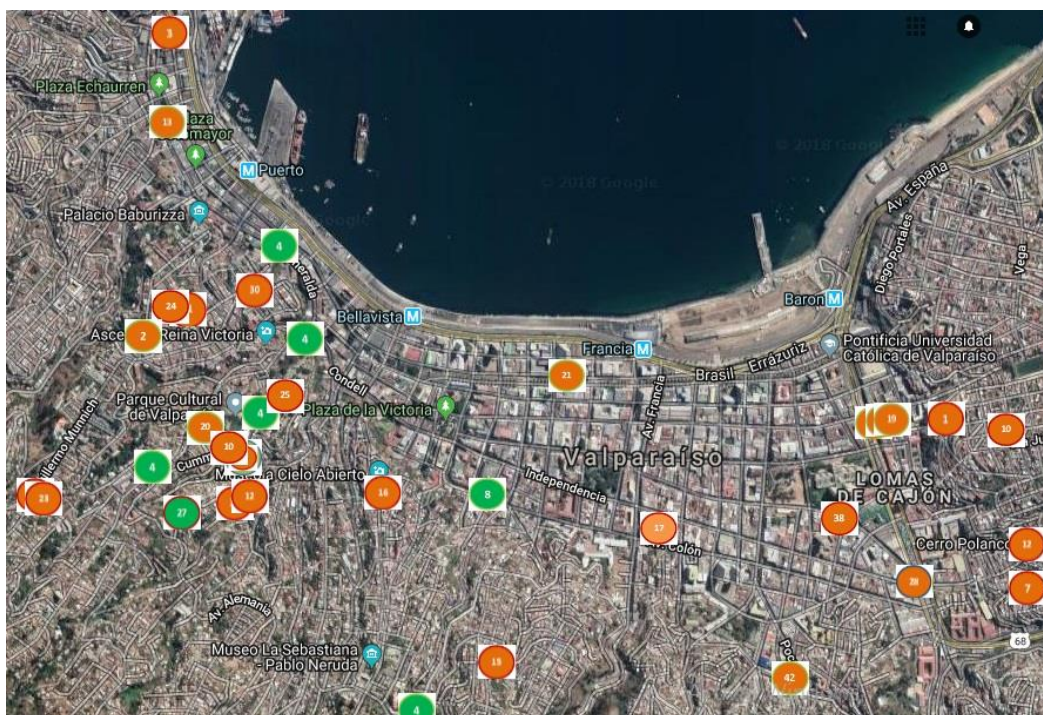 3
Plaza Echaurren
13
M Puerto
© 2018 Google
© 2018 Google
Av. España
Diego Portales
Vega
Palacio Baburizza
4
30
24
2
Reina Victoria
4
Bellavista M
Baron M
Francia M
Brasil
Errázuriz
Pontificia Universidad
Católica de Valparaíso
21
Condell
25
Parque Cultural
4
Plaza de la Victoria
Av. Francia
20
10
19
1
10
Valparaíso
4
Cielo Abierto
LOMAS
DE CAJÓN
12
16
8
Independencia
27
17
Colón
38
Cerro Polanco
12
28
7
Av. Alemania
68
Museo La Sebastiana
- Pablo Neruda
42
4